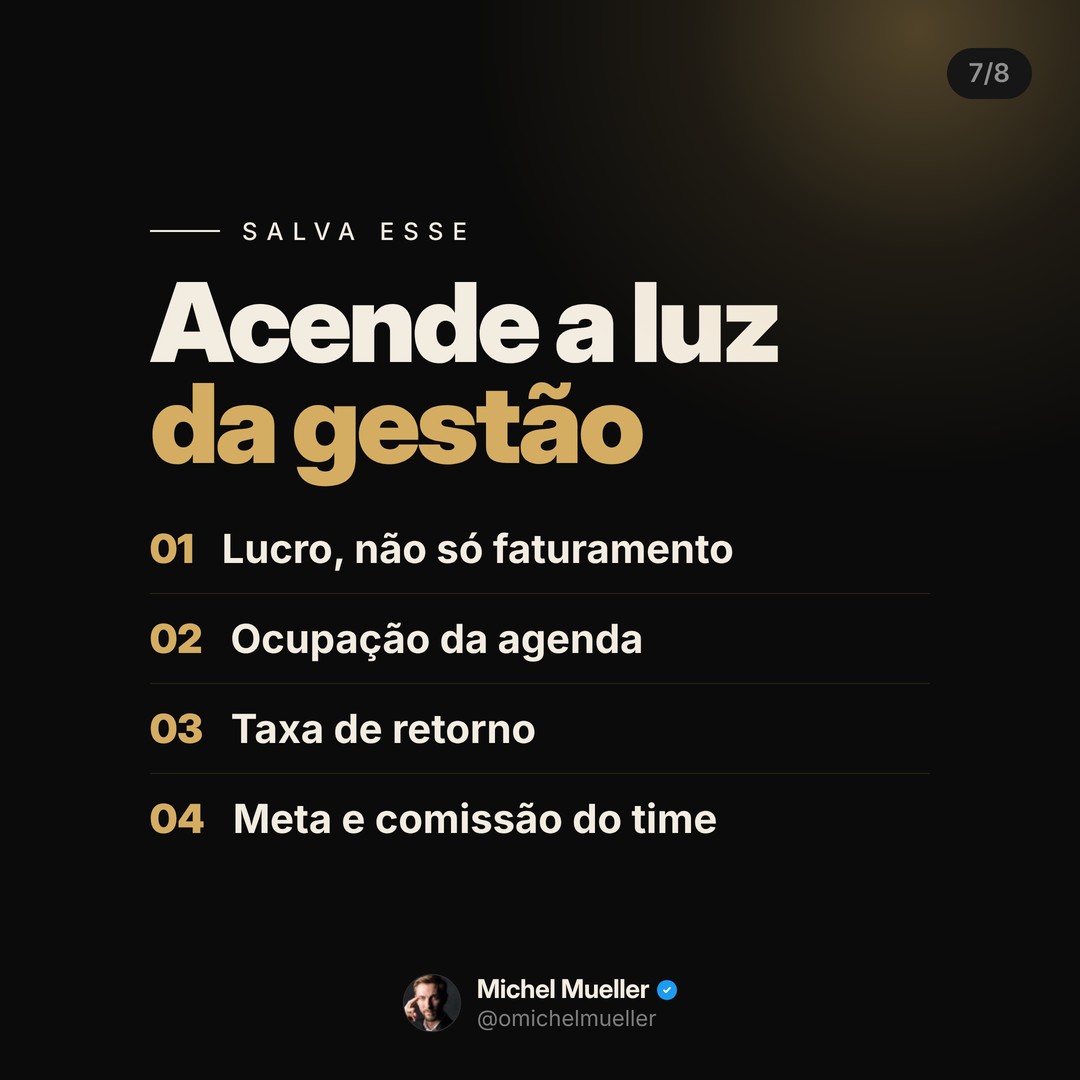 7/8
SALVA ESSE
Acende a luz
da gestão
01 Lucro, não só faturamento
02 Ocupação da agenda
03 Taxa de retorno
04 Meta e comissão do time
Michel Mueller
@omichelmueller